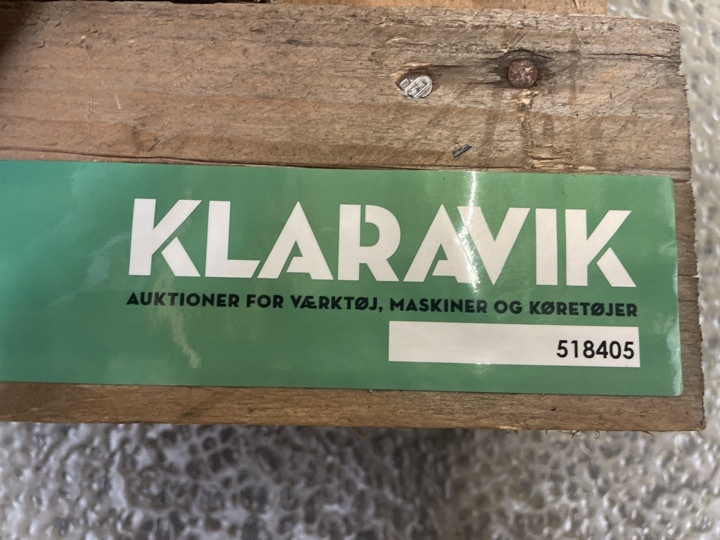 KLARAVIK
AUKTIONER FOR VÆRKTØJ, MASKINER OG KØRETØJER
518405